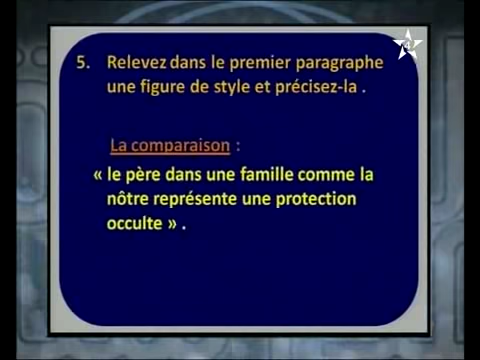 5. Relevez dans le premier paragraphe
une figure de style et précisez-la .
La comparaison :
« le père dans une famille comme la
nôtre représente une protection
occulte » .
4